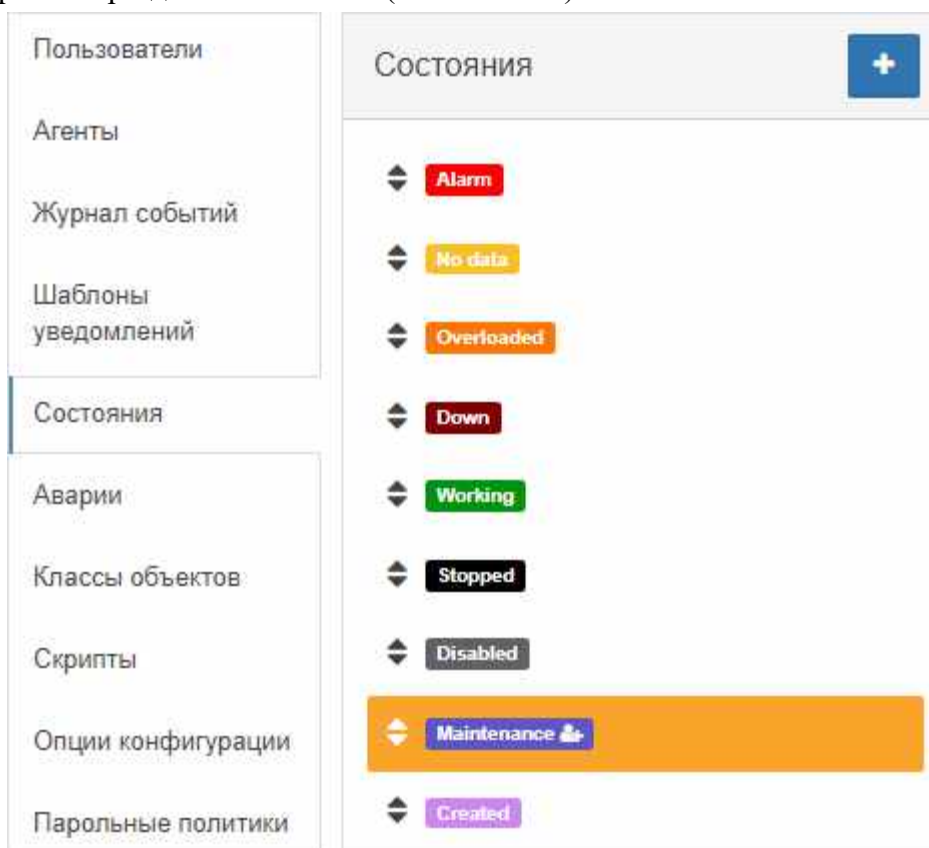 Пользователи
Агенты
Журнал событий
Шаблоны
уведомлений
Состояния
Аварии
Классы объектов
Скрипты
Опции конфигурации
Парольные политики
Состояния
Alarm
No data
Overloaded
Down
Working
Stopped
Disabled
Maintenance
Created